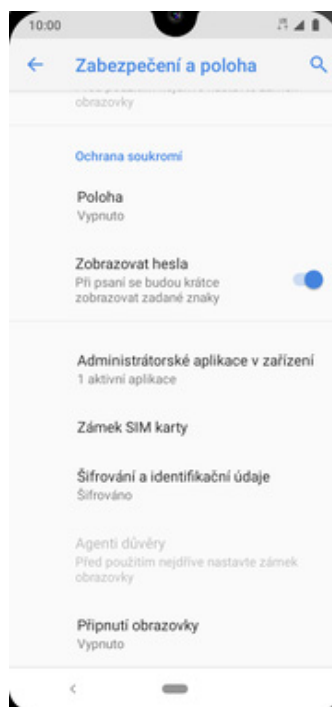 10:00
Zabezpečení a poloha
obrazovky
Ochrana soukromí
Poloha
Vypnuto
Zobrazovat hesla
Při psaní se budou krátce
zobrazovat zadané znaky
Administrátorské aplikace v zařízení
1 aktivní aplikace
Zámek SIM karty
Šifrování a identifikační údaje
Šifrováno
Agenti důvěry
Před použitím nejdříve nastavte zámek
obrazovky
Připnutí obrazovky
Vypnuto